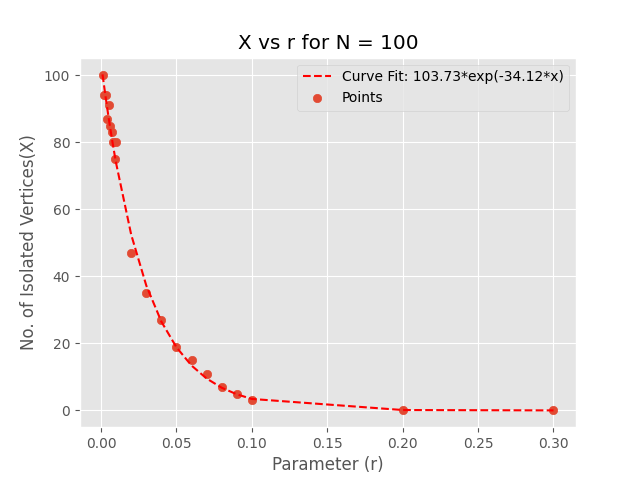 X vs r for N = 100
Curve Fit: 103.73*exp(-34.12*x)
Points
No. of Isolated Vertices(X)
100
80
60
40
20
0
0.00 0.05 0.10 0.15 0.20 0.25 0.30
Parameter (r)